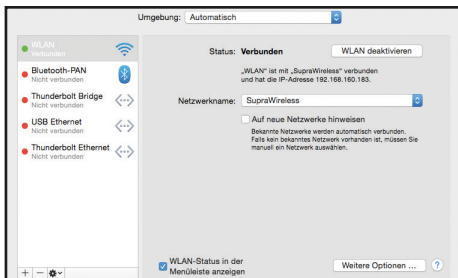 Umgebung: Automatisch
WLAN
Verbunden
Bluetooth-PAN
Nicht verbunden
Thunderbolt Bridge
Nicht verbunden
USB Ethernet
Nicht verbunden
Thunderbolt Ethernet
Nicht verbunden
Status: Verbunden
WLAN deaktivieren
„WLAN“ ist mit „SupraWireless“ verbunden
und hat die IP-Adresse 192.168.160.183.
Netzwerkname: SupraWireless
Auf neue Netzwerke hinweisen
Bekannte Netzwerke werden automatisch verbunden.
Falls kein bekanntes Netzwerk vorhanden ist, müssen Sie
manuell ein Netzwerk auswählen.
WLAN-Status in der
Menüleiste anzeigen
Weitere Optionen ...
?